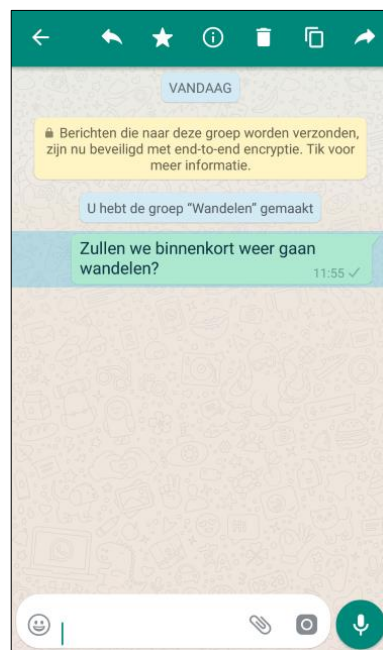 VANDAAG
Berichten die naar deze groep worden verzonden,
zijn nu beveiligd met end-to-end encryptie. Tik voor
meer informatie.
U hebt de groep "Wandelen" gemaakt
Zullen we binnenkort weer gaan
wandelen?
11:55